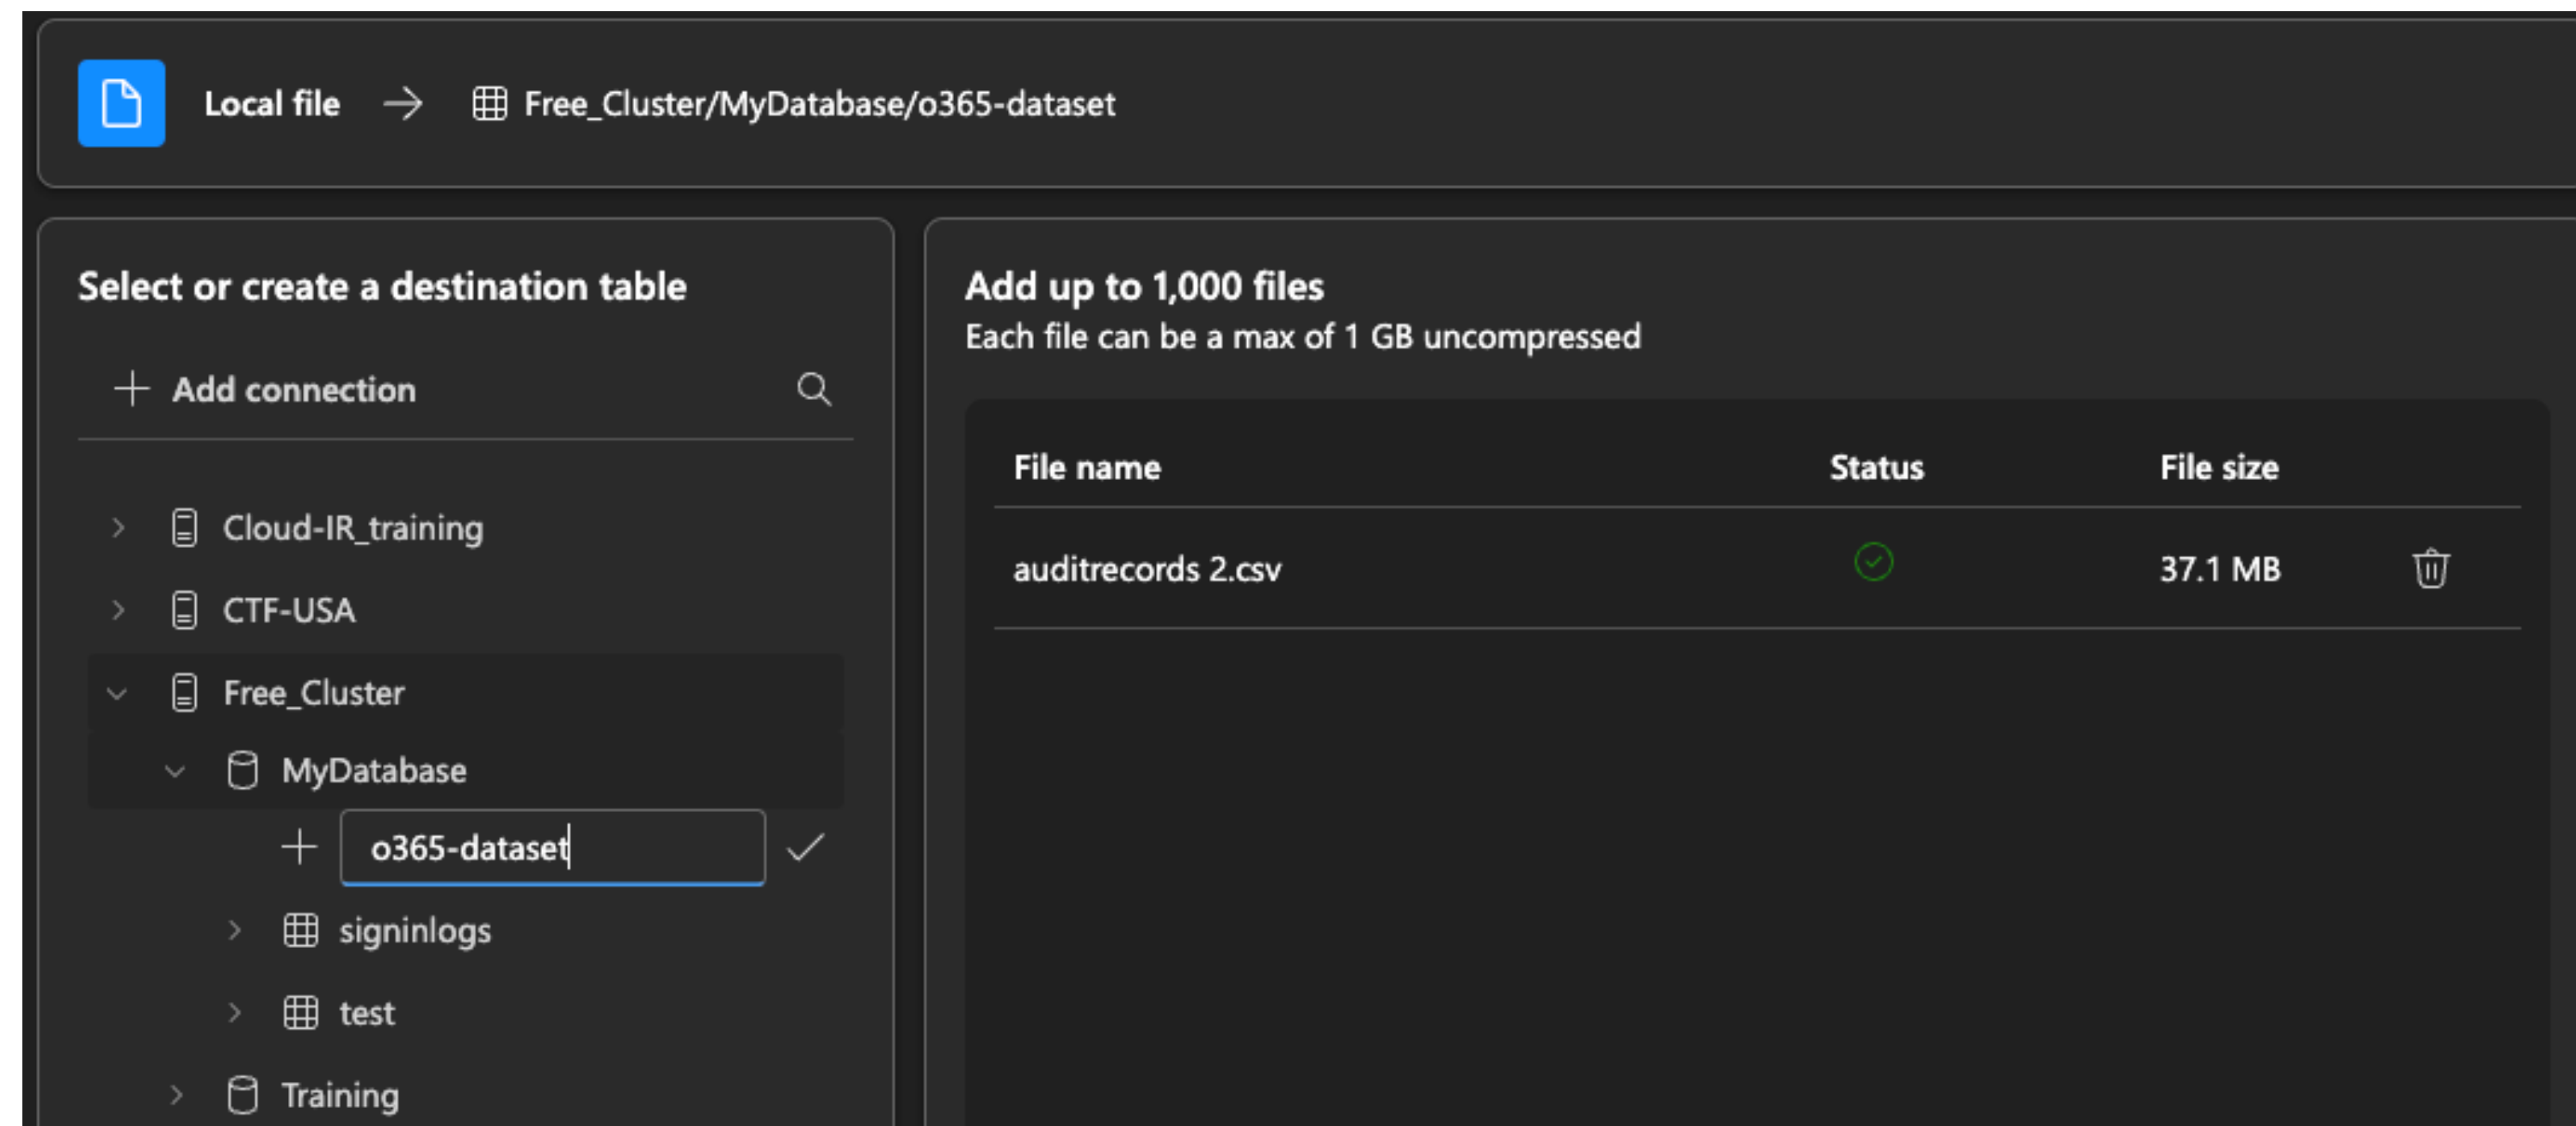 Local file → Free_Cluster/MyDatabase/o365-dataset
Select or create a destination table
Add connection
Cloud-IR_training
CTF-USA
Free_Cluster
MyDatabase
o365-dataset
signinlogs
test
Training
Add up to 1,000 files
Each file can be a max of 1 GB uncompressed
File name Status File size
auditrecords 2.csv 37.1 MB